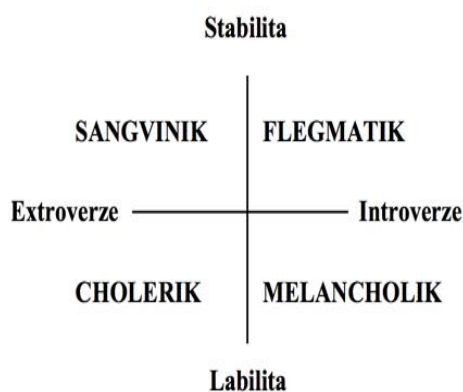 Stabilita
SANGVINIK FLEGMATIK
Extroverze Introverze
CHOLERIK MELANCHOLIK
Labilita